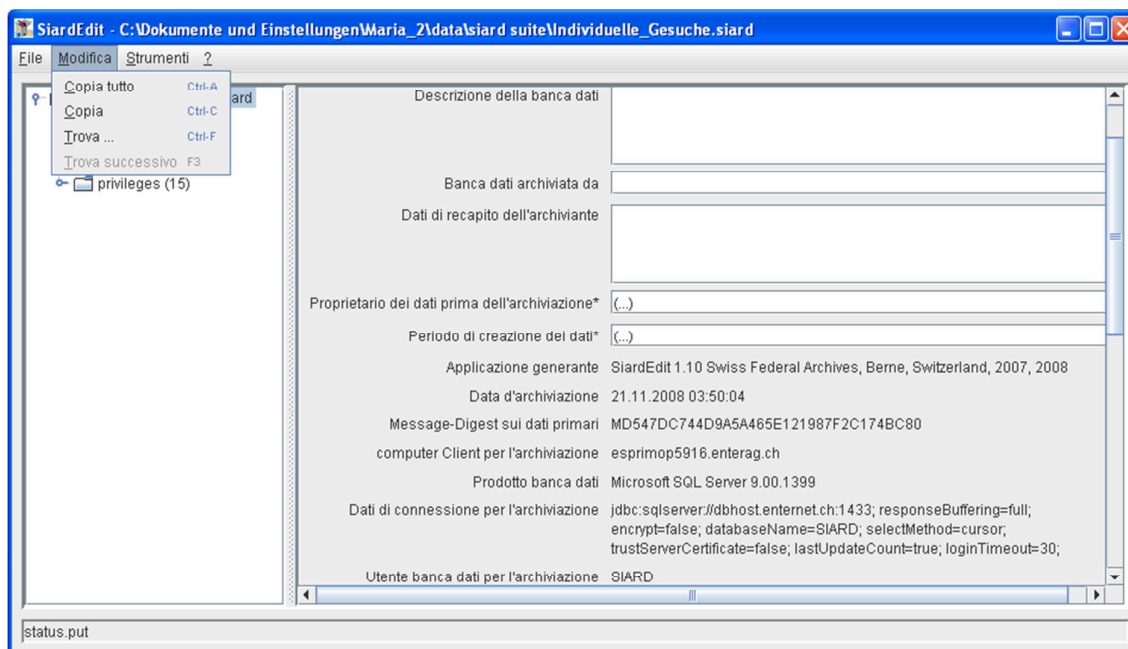 SiardEdit - C:\Dokumente und Einstellungen\Maria_2\data\siard suite\Individuelle_Gesuche.siard
File Modifica Strumenti ?
Copia tutto Ctrl-A
Copia Ctrl-C
Trova ... Ctrl-F
Trova successivo F3
ard
privileges (15)
Descrizione della banca dati
Banca dati archiviata da
Dati di recapito dell'archiviante
Proprietario dei dati prima dell'archiviazione* (...)
Periodo di creazione dei dati* (...)
Applicazione generante SiardEdit 1.10 Swiss Federal Archives, Berne, Switzerland, 2007, 2008
Data d'archiviazione 21.11.2008 03:50:04
Message-Digest sui dati primari MD547DC744D9A5A465E121987F2C174BC80
computer Client per l'archiviazione esprimop5916.enterag.ch
Prodotto banca dati Microsoft SQL Server 9.00.1399
Dati di connessione per l'archiviazione jdbc:sqlserver://dbhost.enternet.ch:1433; responseBuffering=full;
encrypt=false; databaseName=SIARD; selectMethod=cursor;
trustServerCertificate=false; lastUpdateCount=true; loginTimeout=30;
Utente banca dati per l'archiviazione SIARD
status.put